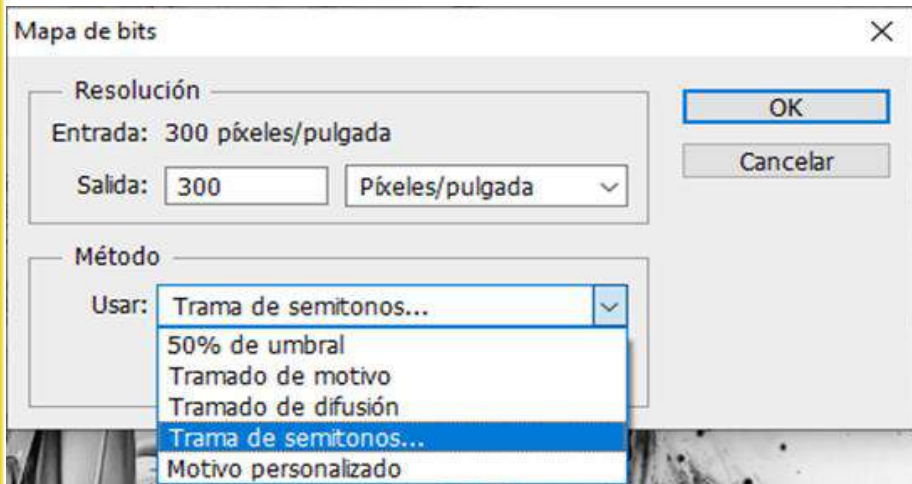 Mapa de bits
Resolución
OK
Entrada: 300 píxeles/pulgada
Cancelar
Salida: 300 Píxeles/pulgada
Método
Usar: Trama de semitonos...
50% de umbral
Tramado de motivo
Tramado de difusión
Trama de semitonos...
Motivo personalizado